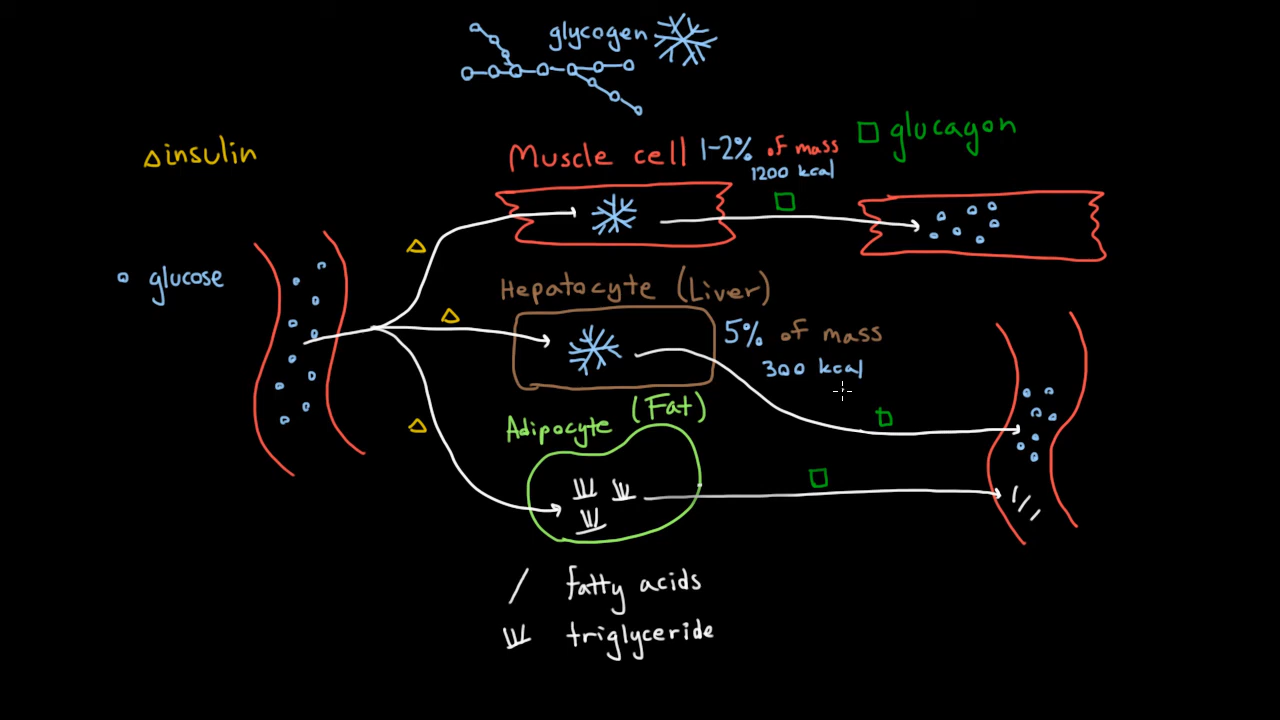 glycogen
insulin
Muscle cell 1-2% of mass
1200 kcal
glucagon
glucose
Hepatocyte (Liver)
5% of mass
300 kcal
Adipocyte (Fat)
fatty acids
triglyceride